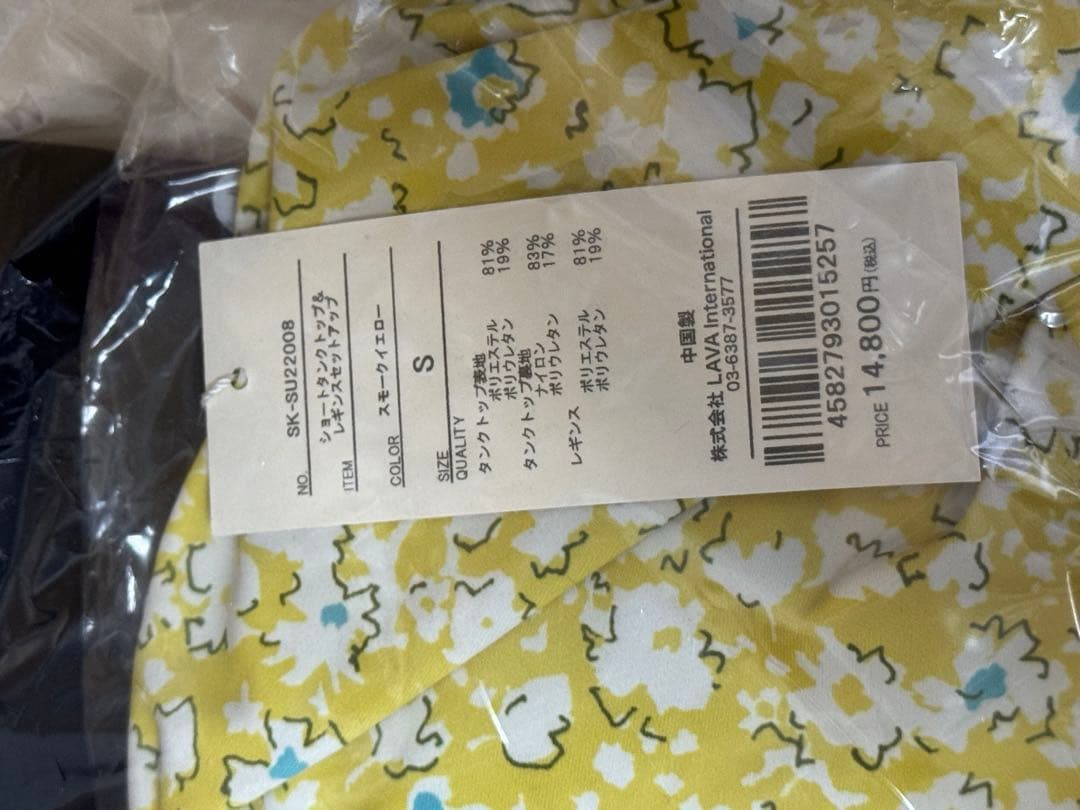 NO. SK-SU22008
ITEM ショートタンクトップ&
レギンスセットアップ
COLOR スモークイエロー
SIZE S
QUALITY
タンクトップ表地
ポリエステル 81%
ポリウレタン 19%
タンクトップ裏地
ナイロン 83%
ポリウレタン 17%
レギンス
ポリエステル 81%
ポリウレタン 19%
中国製
株式会社 LAVA International
03-6387-3577
4582793015257
PRICE 14,800円(税込)